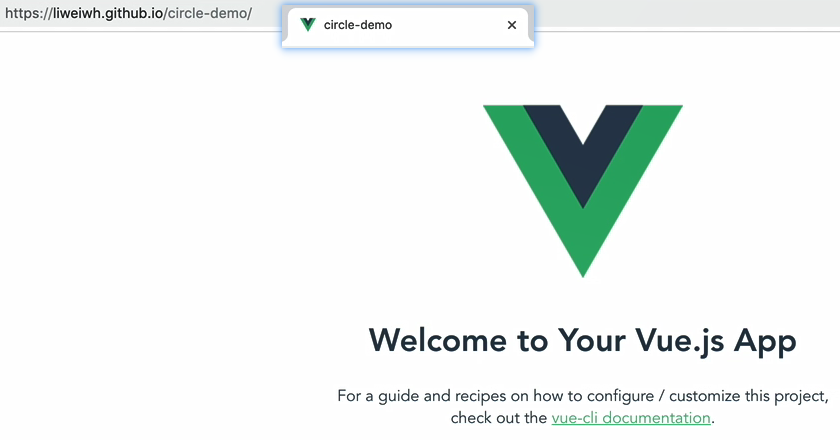 https://liweiwh.github.io/circle-demo/
circle-demo
Welcome to Your Vue.js App
For a guide and recipes on how to configure / customize this project,
check out the vue-cli documentation.